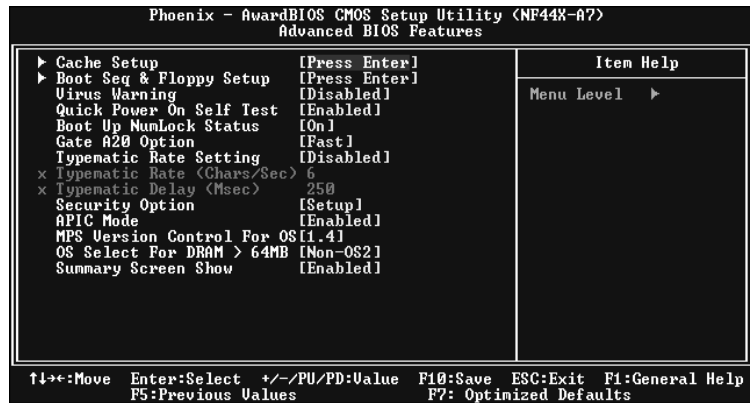 Phoenix - AwardBIOS CMOS Setup Utility (NF44X-A7)
Advanced BIOS Features
▶ Cache Setup [Press Enter]
▶ Boot Seq & Floppy Setup [Press Enter]
Virus Warning [Disabled]
Quick Power On Self Test [Enabled]
Boot Up NumLock Status [On]
Gate A20 Option [Fast]
Typematic Rate Setting [Disabled]
x Typematic Rate (Chars/Sec) 6
x Typematic Delay (Msec) 250
Security Option [Setup]
APIC Mode [Enabled]
MPS Version Control For OS[1.4]
OS Select For DRAM > 64MB [Non-OS2]
Summary Screen Show [Enabled]
Item Help
Menu Level ▶
↑↓→←:Move Enter:Select +/-/PU/PD:Value F10:Save ESC:Exit F1:General Help
F5:Previous Values F7: Optimized Defaults